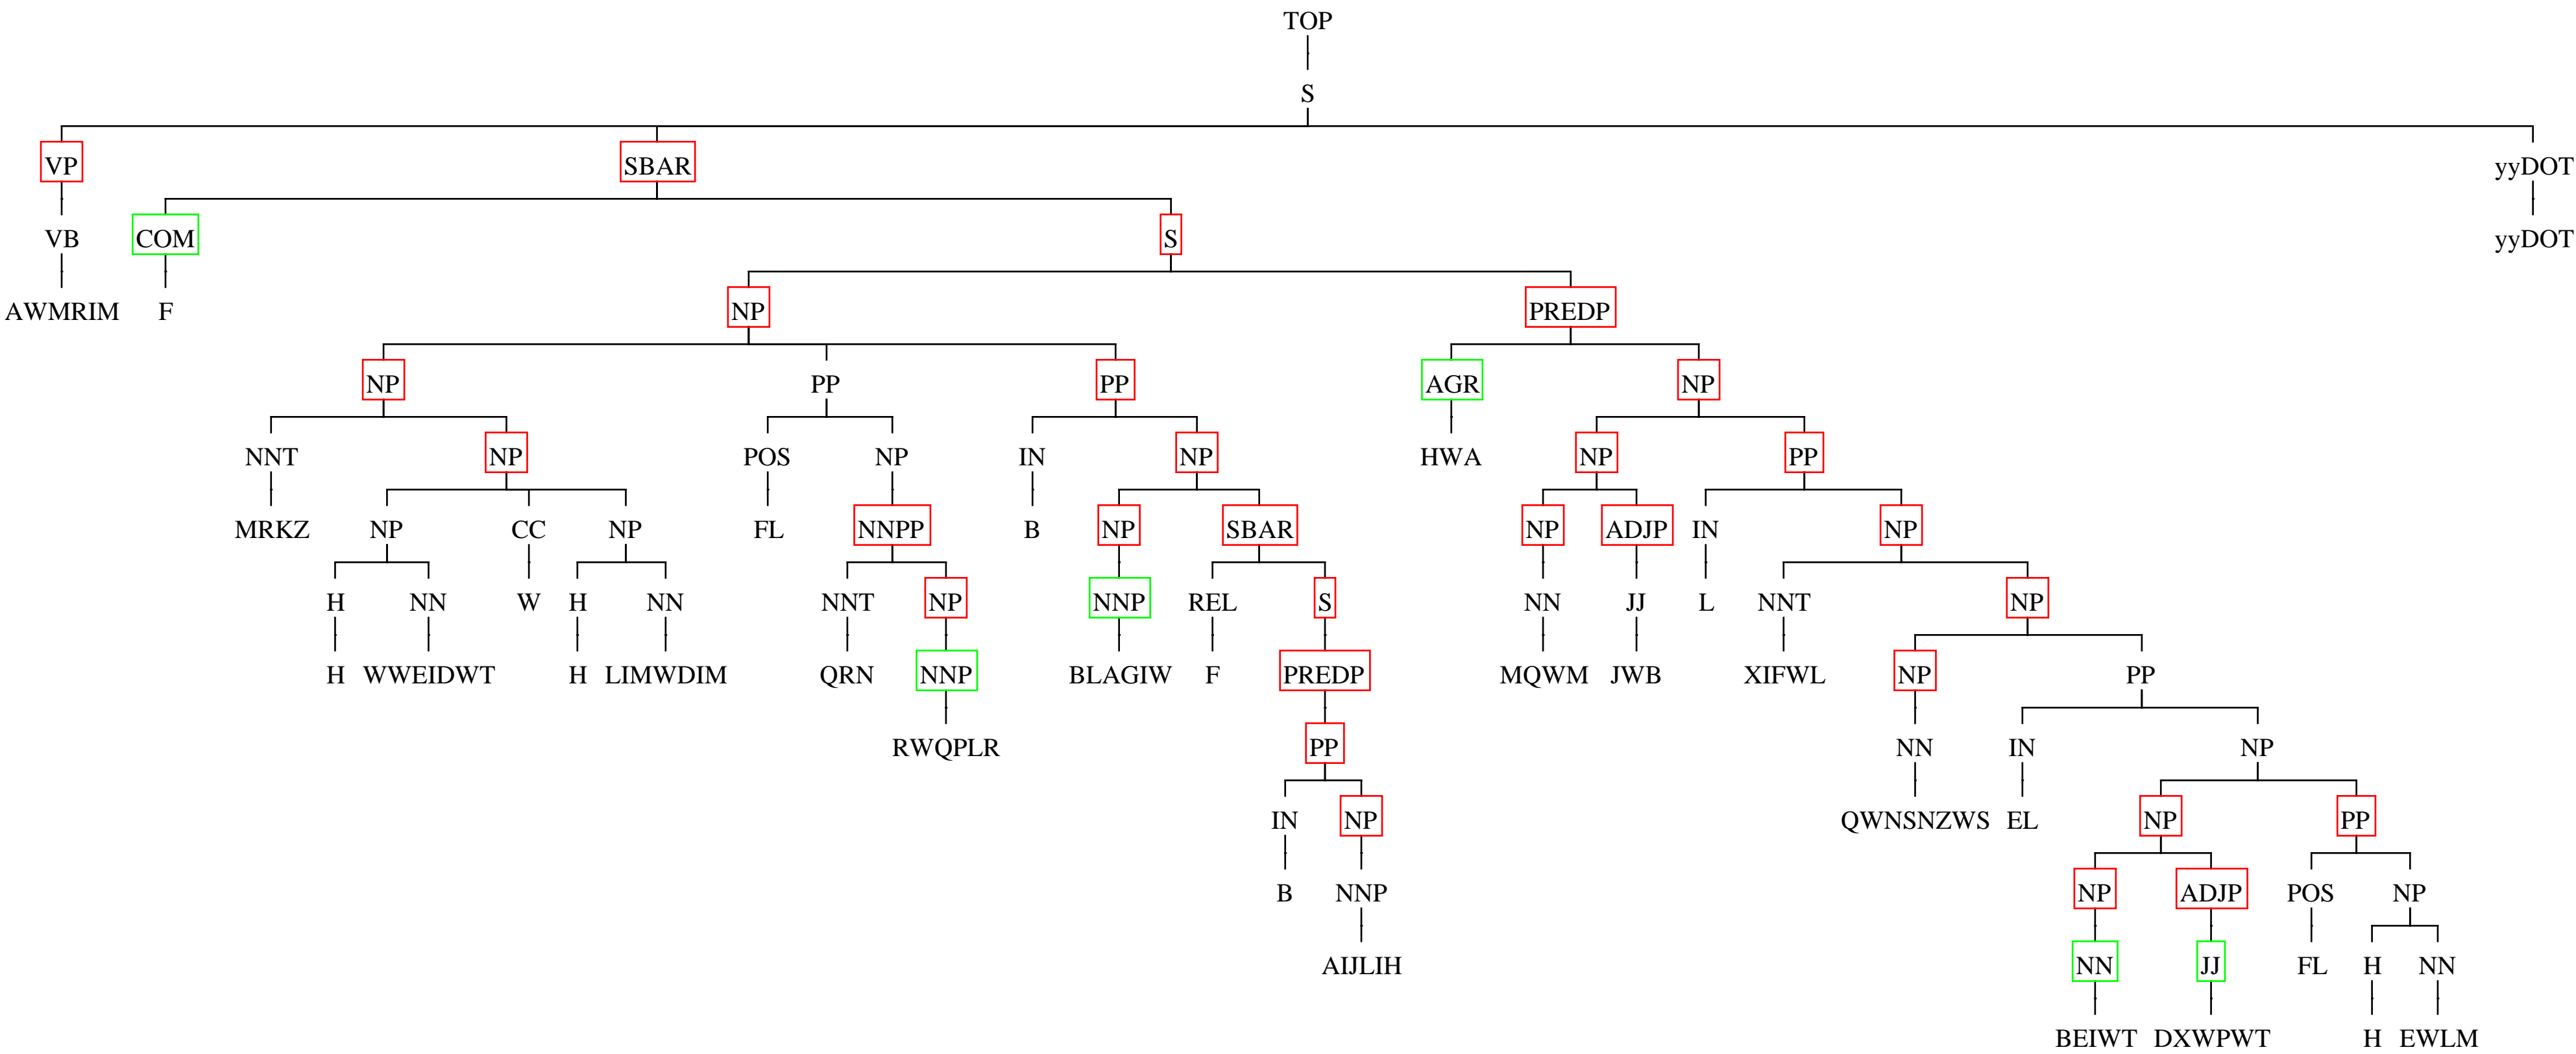 TOP
S
VP SBAR yyDOT
VB COM S yyDOT
AWMRIM F NP PREDP
NP PP PP AGR NP
NNT NP POS NP IN NP HWA NP PP
MRKZ NP CC NP FL NNPP B NP SBAR NP ADJP IN NP
H NN W H NN NNT NP NNP REL S NN JJ L NNT NP
H WWEIDWT H LIMWDIM QRN NNP BLAGIW F PREDP MQWM JWB XIFWL NP PP
RWQPLR PP NN IN NP
IN NP QWNSNZWS EL NP PP
B NNP NP ADJP POS NP
AIJLIH NN JJ FL H NN
BEIWT DXWPWT H EWLM